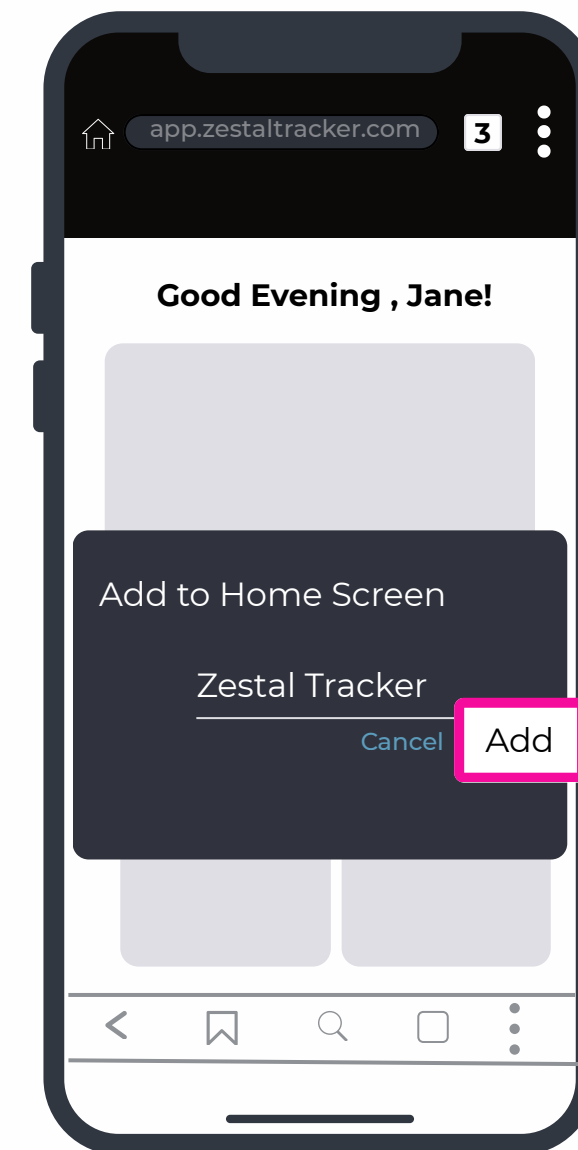 app.zestaltracker.com 3
Good Evening , Jane!
Add to Home Screen
Zestal Tracker
Cancel Add